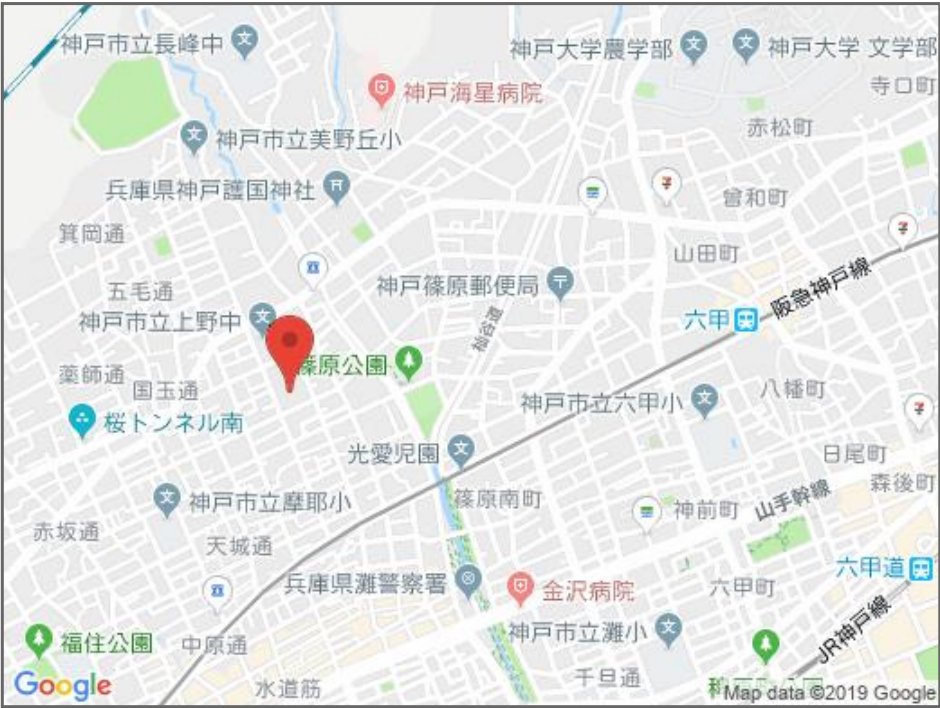 神戸市立長峰中
神戸大学農学部
神戸大学 文学部
神戸海星病院
寺口町
赤松町
神戸市立美野丘小
兵庫県神戸護国神社
曾和町
箕岡通
山田町
五毛通
神戸篠原郵便局
阪急神戸線
神戸市立上野中
六甲
杣谷道
篠原公園
薬師通
国玉通
八幡町
神戸市立六甲小
桜トンネル南
光愛児園
日尾町
森後町
神戸市立摩耶小
篠原南町
神前町
山手幹線
赤坂通
天城通
六甲道
兵庫県灘警察署
金沢病院
六甲町
神戸市立灘小
JR神戸線
福住公園
中原通
千旦通
水道筋
Google
Map data ©2019 Google